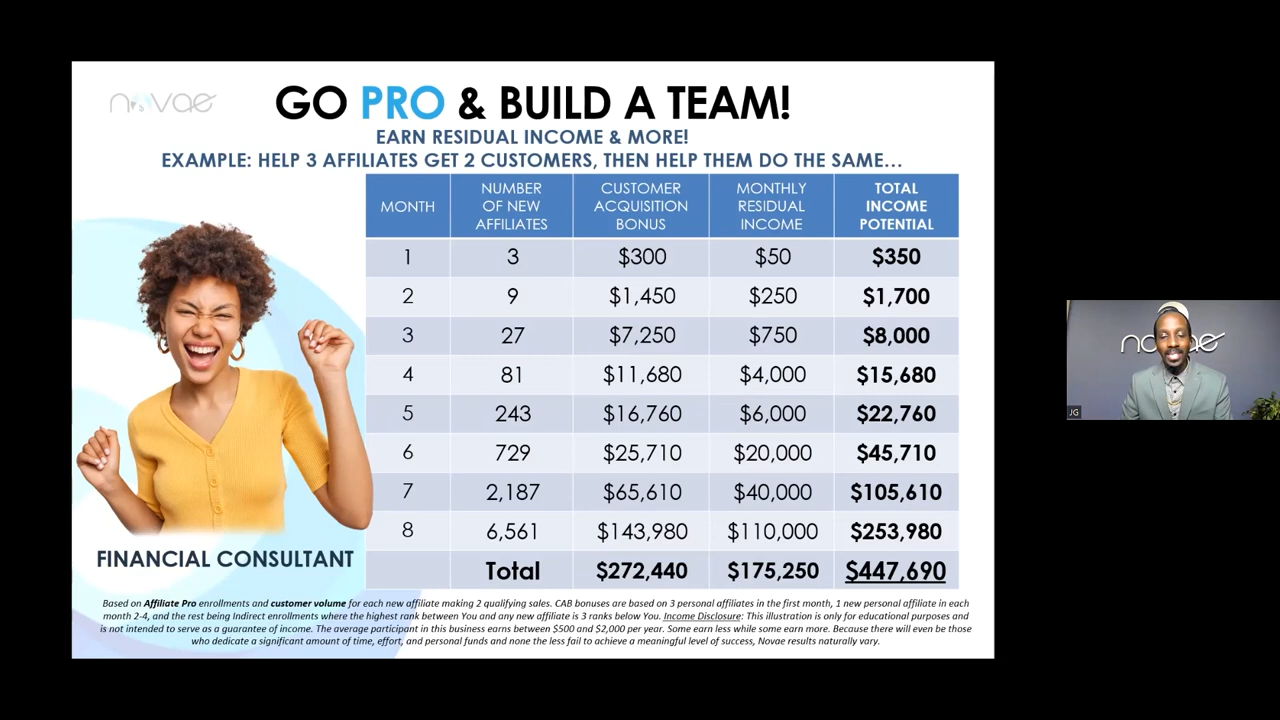 novae
GO PRO & BUILD A TEAM!
EARN RESIDUAL INCOME & MORE!
EXAMPLE: HELP 3 AFFILIATES GET 2 CUSTOMERS, THEN HELP THEM DO THE SAME...
MONTH NUMBER OF NEW AFFILIATES CUSTOMER ACQUISITION BONUS MONTHLY RESIDUAL INCOME TOTAL INCOME POTENTIAL
1 3 $300 $50 $350
2 9 $1,450 $250 $1,700
3 27 $7,250 $750 $8,000
4 81 $11,680 $4,000 $15,680
5 243 $16,760 $6,000 $22,760
6 729 $25,710 $20,000 $45,710
7 2,187 $65,610 $40,000 $105,610
8 6,561 $143,980 $110,000 $253,980
Total $272,440 $175,250 $447,690
FINANCIAL CONSULTANT
Based on Affiliate Pro enrollments and customer volume for each new affiliate making 2 qualifying sales. CAB bonuses are based on 3 personal affiliates in the first month, 1 new personal affiliate in each
month 2-4, and the rest being Indirect enrollments where the highest rank between You and any new affiliate is 3 ranks below You. Income Disclosure: This illustration is only for educational purposes and
is not intended to serve as a guarantee of income. The average participant in this business earns between $500 and $2,000 per year. Some earn less while some earn more. Because there will even be those
who dedicate a significant amount of time, effort, and personal funds and none the less fail to achieve a meaningful level of success, Novae results naturally vary.
novae
JG